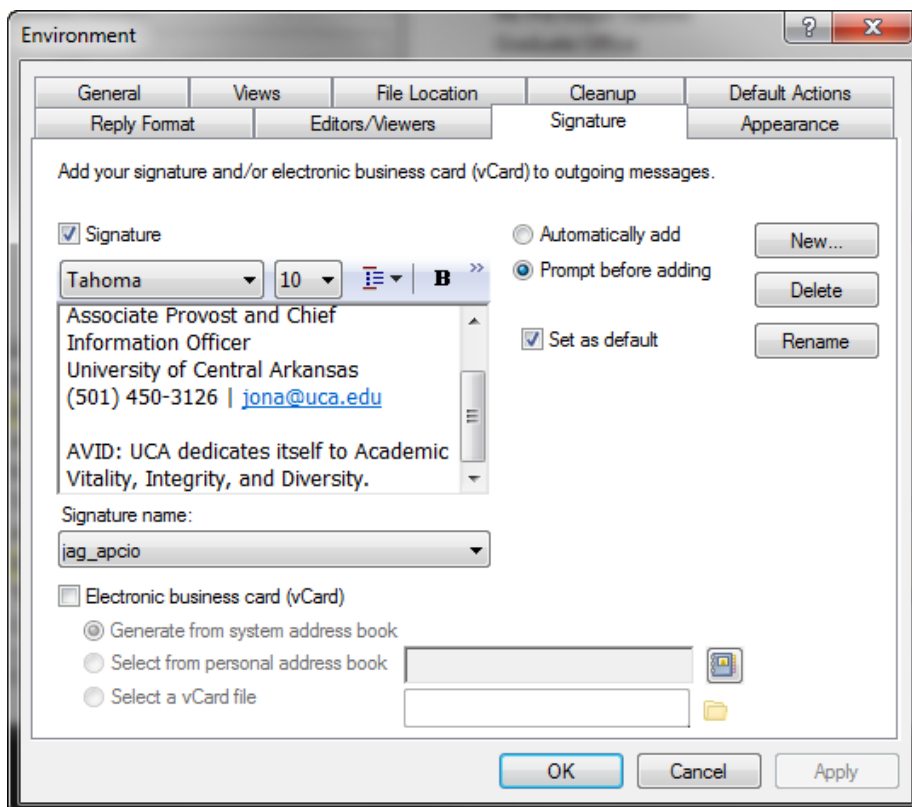 Environment
General Views File Location Cleanup Default Actions
Reply Format Editors/Viewers Signature Appearance
Add your signature and/or electronic business card (vCard) to outgoing messages.
Signature
Automatically add
New...
Tahoma 10 B
Prompt before adding
Delete
Associate Provost and Chief
Information Officer
Set as default
Rename
University of Central Arkansas
(501) 450-3126 | jona@uca.edu
AVID: UCA dedicates itself to Academic
Vitality, Integrity, and Diversity.
Signature name:
jag_apcio
Electronic business card (vCard)
Generate from system address book
Select from personal address book
Select a vCard file
OK Cancel Apply